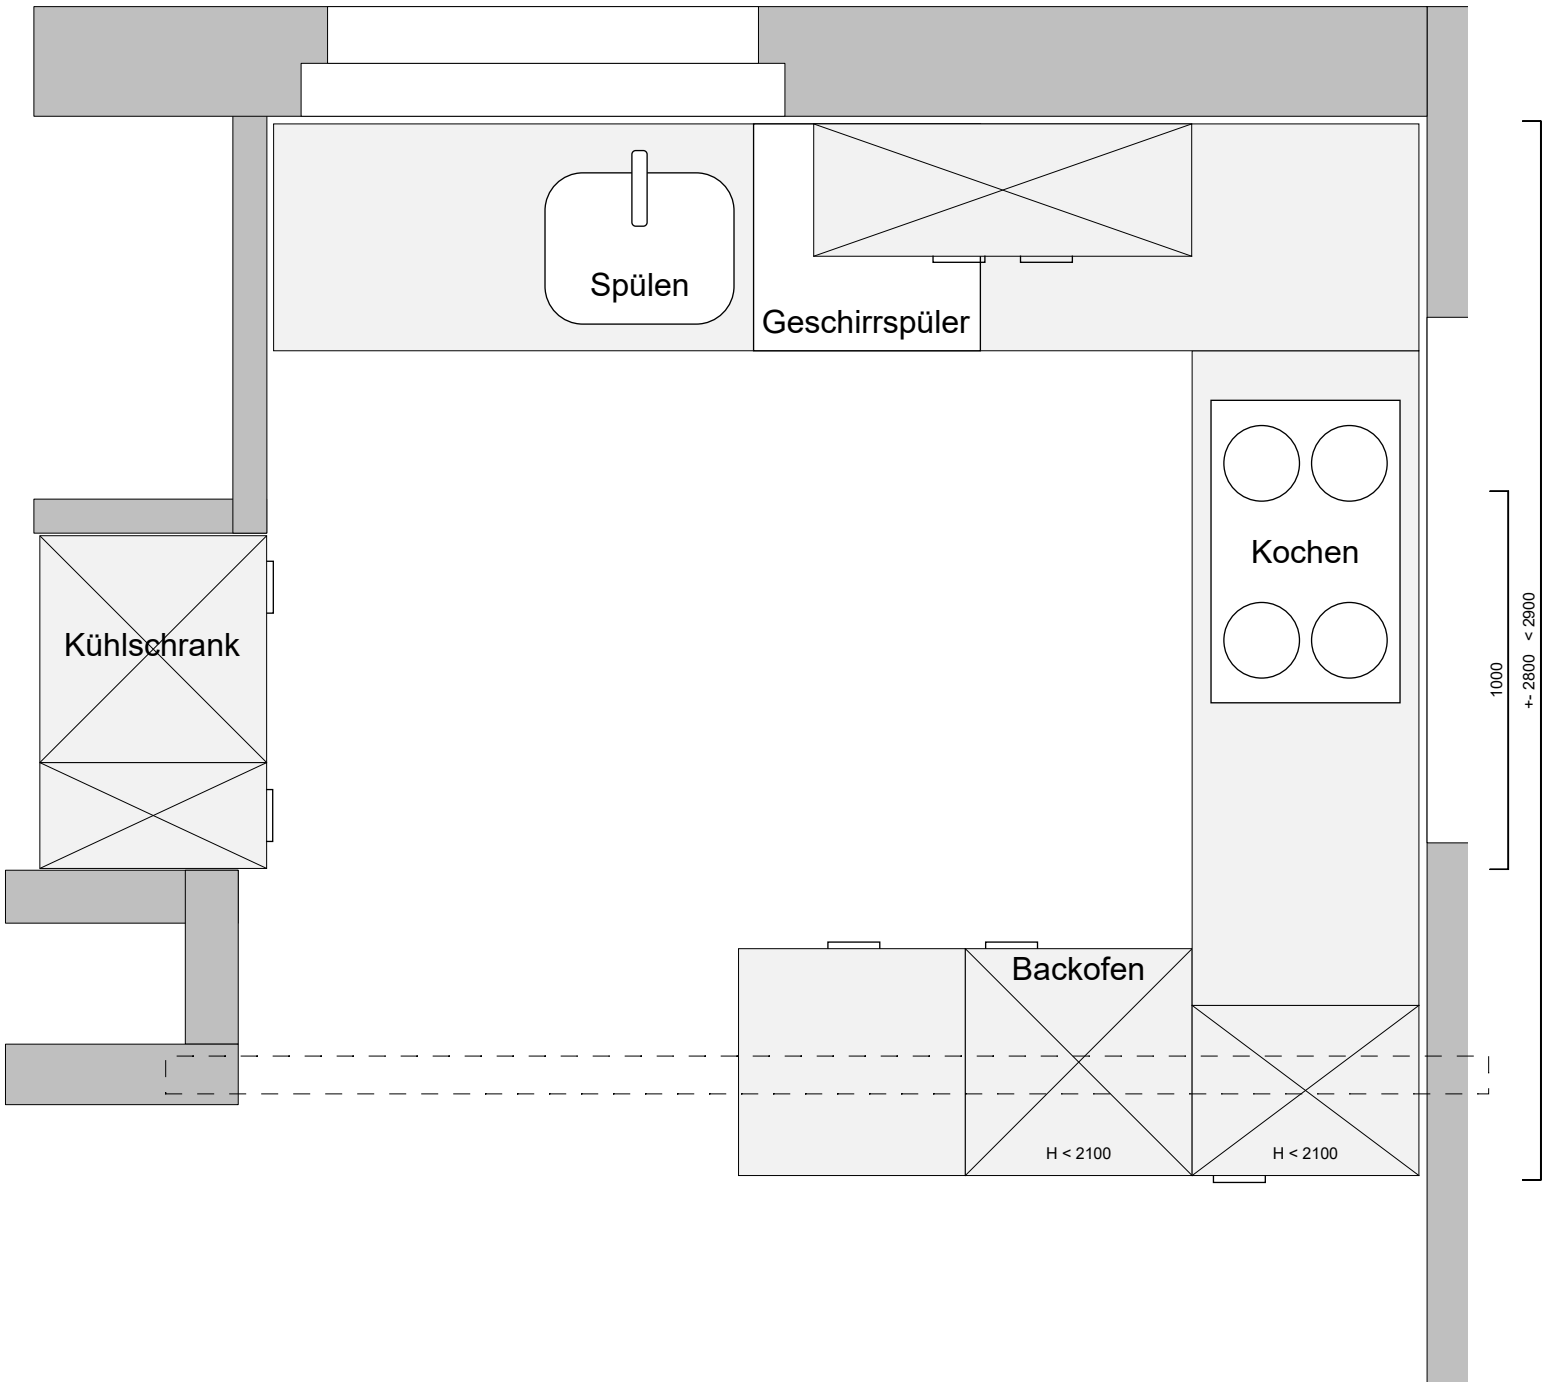 Spülen
Geschirrspüler
Kochen
Kühlschrank
1000
+- 2800 < 2900
Backofen
H < 2100
H < 2100